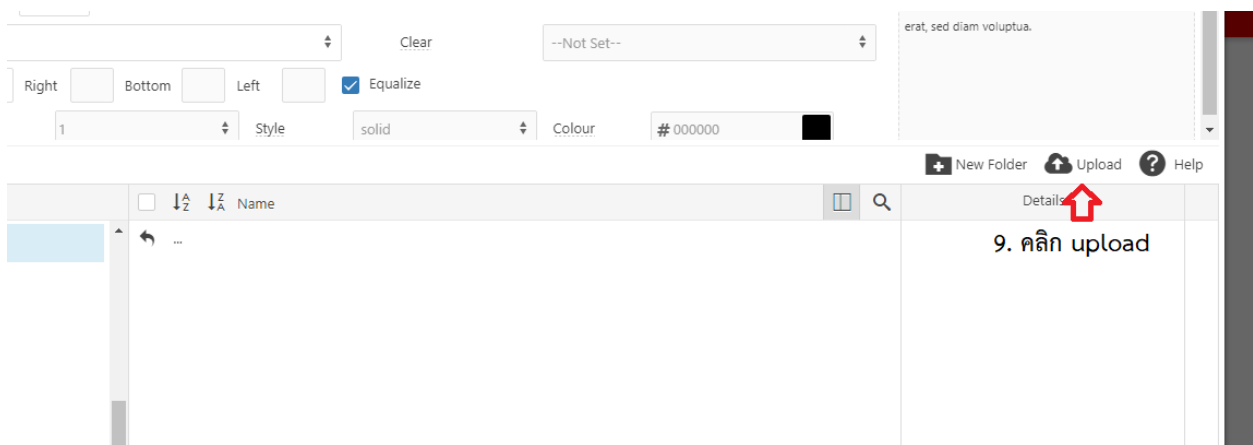 erat, sed diam voluptua.
Clear --Not Set--
Right Bottom Left Equalize
1 Style solid Colour # 000000
New Folder Upload Help
A Z Z A Name Details
...
9. คลิก upload